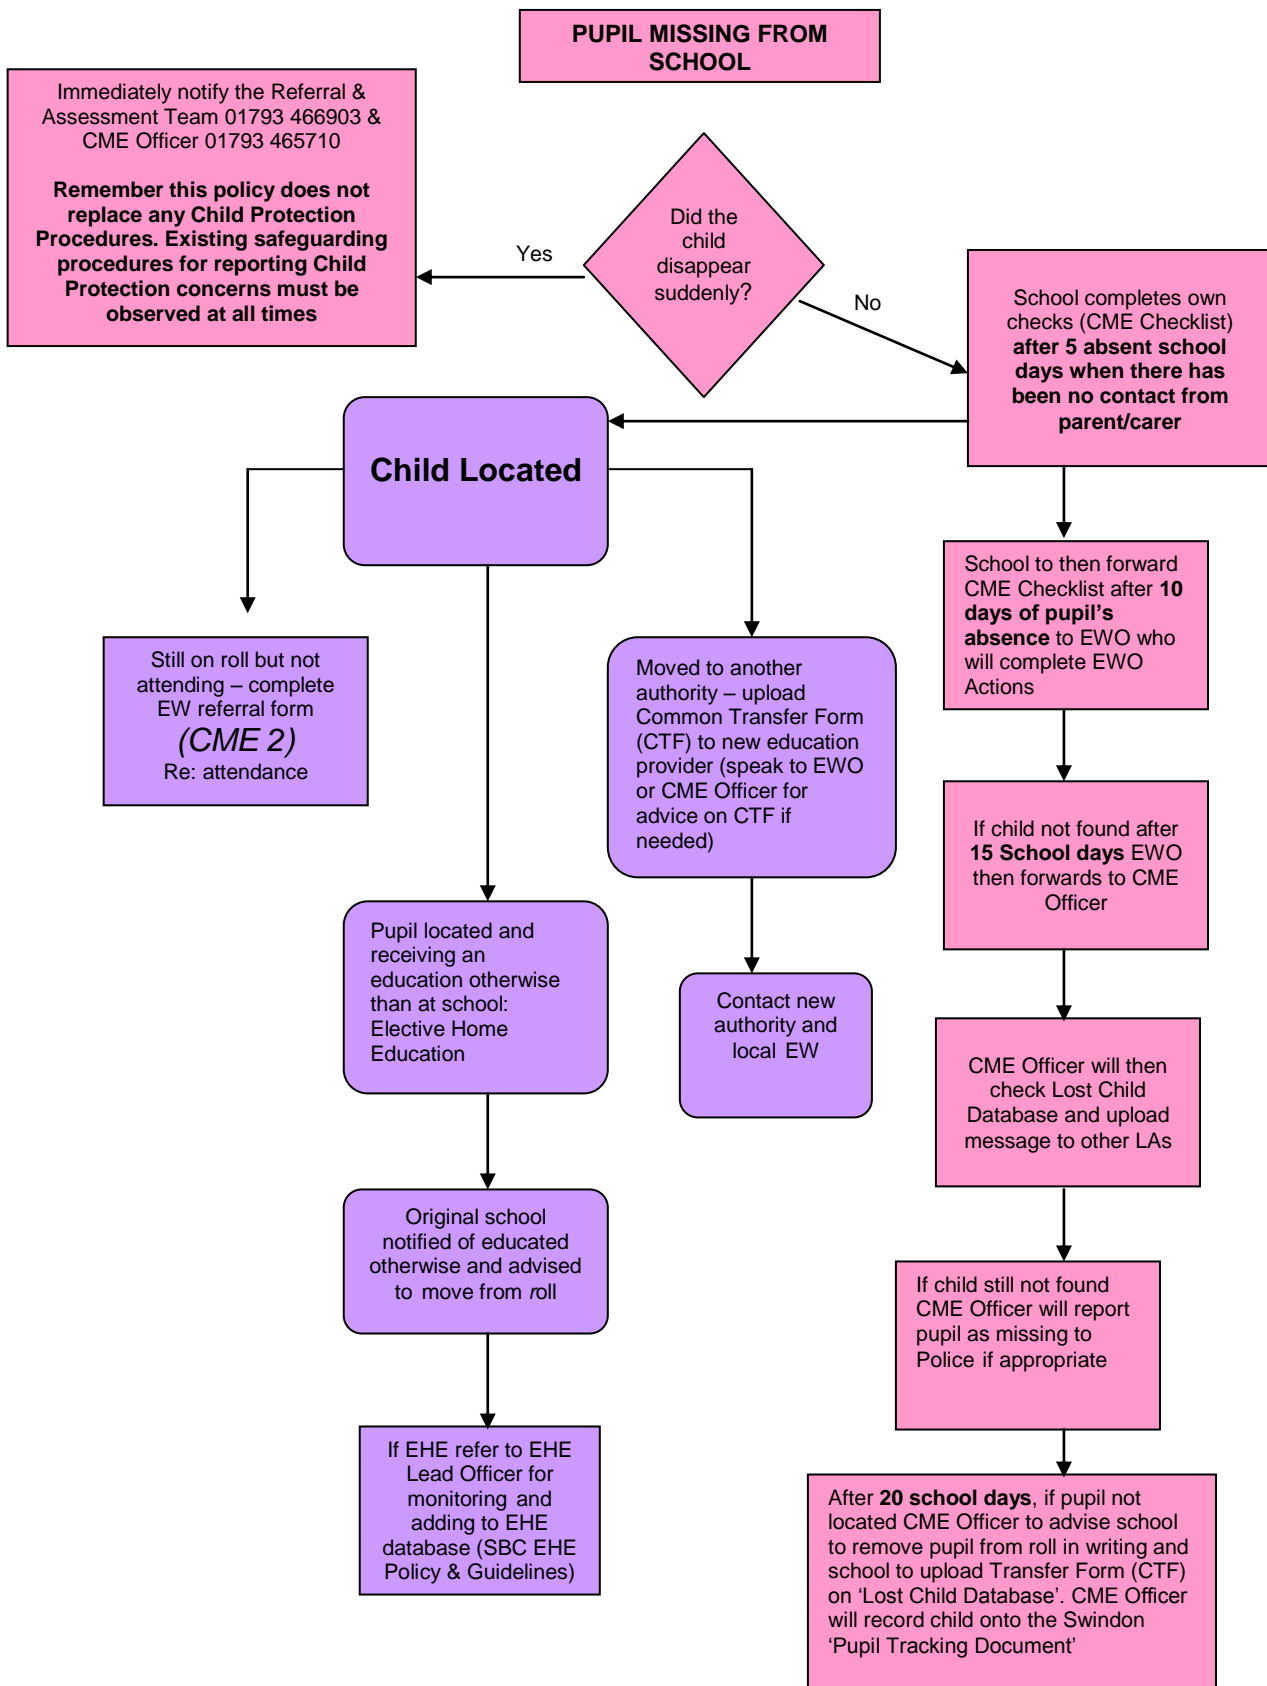 PUPIL MISSING FROM
SCHOOL
Immediately notify the Referral &
Assessment Team 01793 466903 &
CME Officer 01793 465710
Remember this policy does not
replace any Child Protection
Procedures. Existing safeguarding
procedures for reporting Child
Protection concerns must be
observed at all times
Yes
Did the
child
disappear
suddenly?
No
School completes own
checks (CME Checklist)
after 5 absent school
days when there has
been no contact from
parent/carer
Child Located
School to then forward
CME Checklist after 10
days of pupil’s
absence to EWO who
will complete EWO
Actions
Still on roll but not
attending – complete
EW referral form
(CME 2)
Re: attendance
Moved to another
authority – upload
Common Transfer Form
(CTF) to new education
provider (speak to EWO
or CME Officer for
advice on CTF if
needed)
If child not found after
15 School days EWO
then forwards to CME
Officer
Pupil located and
receiving an
education otherwise
than at school:
Elective Home
Education
Contact new
authority and
local EW
CME Officer will then
check Lost Child
Database and upload
message to other LAs
Original school
notified of educated
otherwise and advised
to move from roll
If child still not found
CME Officer will report
pupil as missing to
Police if appropriate
If EHE refer to EHE
Lead Officer for
monitoring and
adding to EHE
database (SBC EHE
Policy & Guidelines)
After 20 school days, if pupil not
located CME Officer to advise school
to remove pupil from roll in writing and
school to upload Transfer Form (CTF)
on ‘Lost Child Database’. CME Officer
will record child onto the Swindon
‘Pupil Tracking Document’